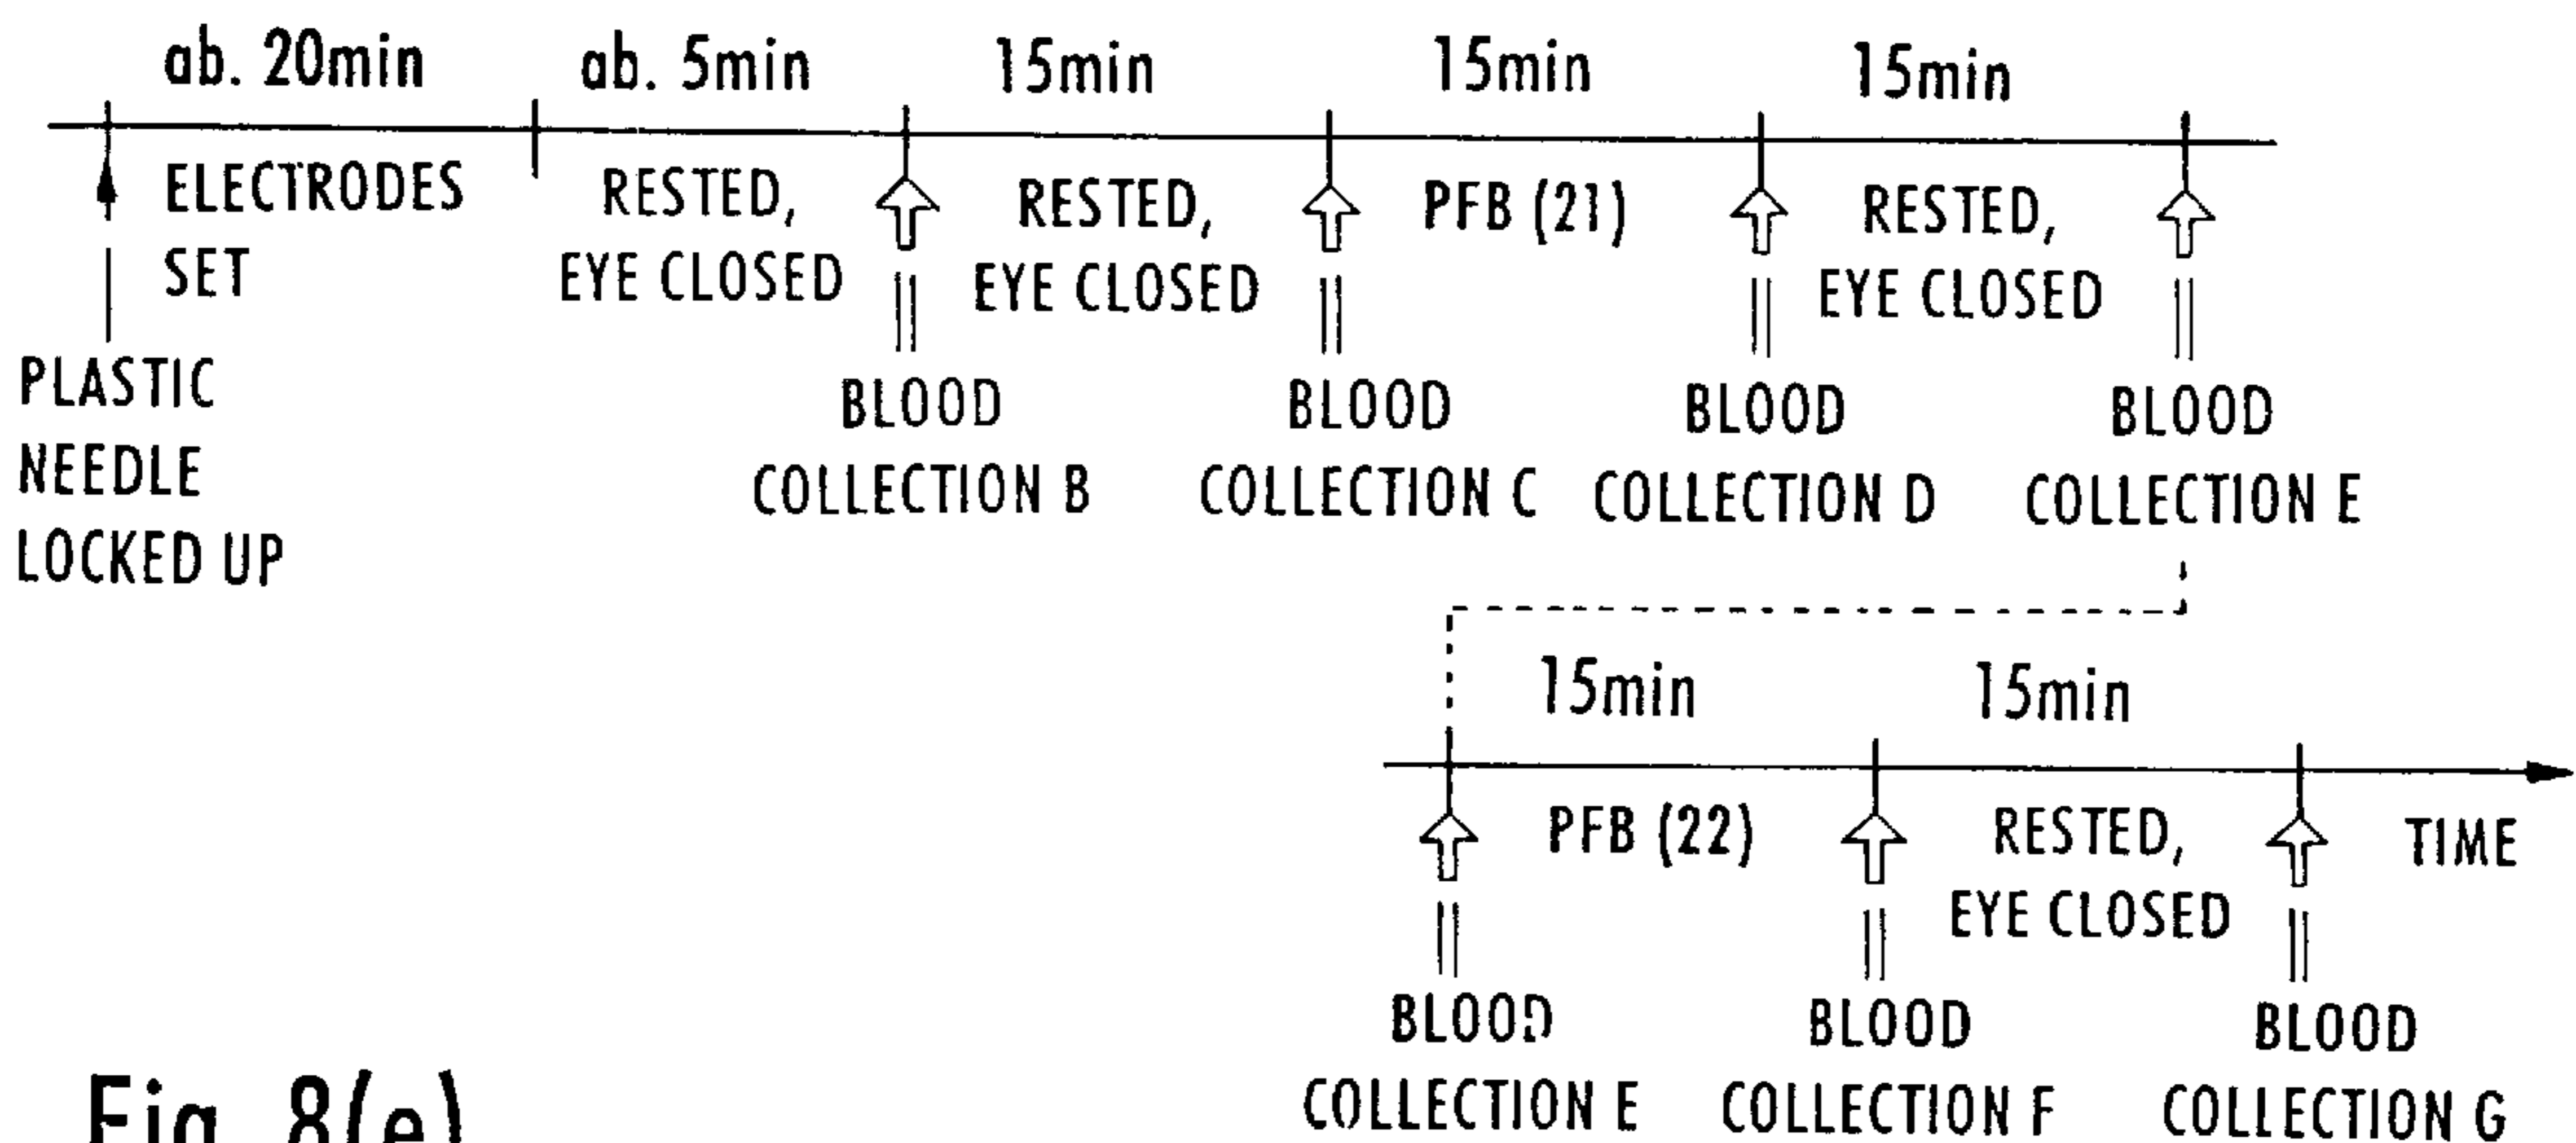 ab. 20min ab. 5min 15min 15min 15min
ELECTRODES
SET
RESTED,
EYE CLOSED
RESTED,
EYE CLOSED
PFB (21)
RESTED,
EYE CLOSED
PLASTIC
NEEDLE
LOCKED UP
BLOOD
COLLECTION B
BLOOD
COLLECTION C
BLOOD
COLLECTION D
BLOOD
COLLECTION E
15min 15min
PFB (22)
RESTED,
EYE CLOSED
TIME
BLOOD
COLLECTION E
BLOOD
COLLECTION F
BLOOD
COLLECTION G
Fig. 8(e)